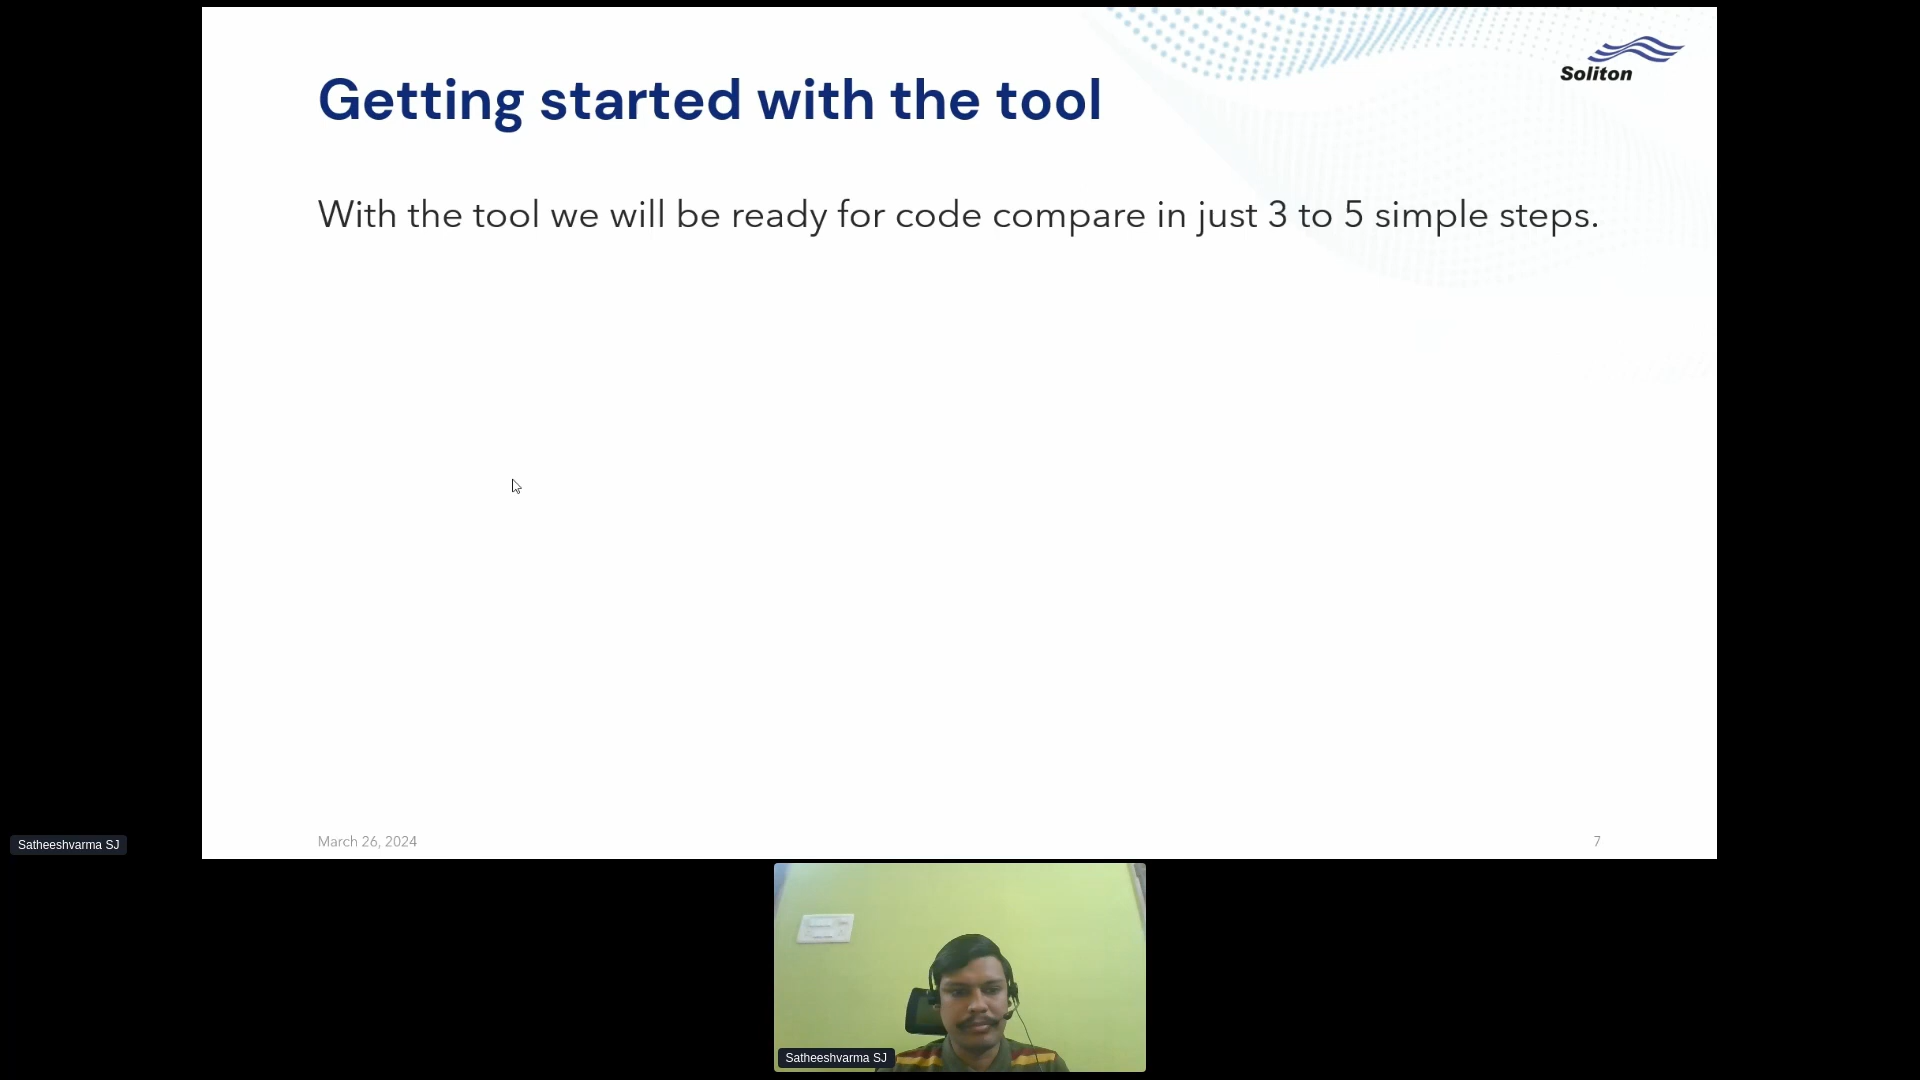 Soliton
Getting started with the tool
With the tool we will be ready for code compare in just 3 to 5 simple steps.
March 26, 2024
7
Satheeshvarma SJ
Satheeshvarma SJ